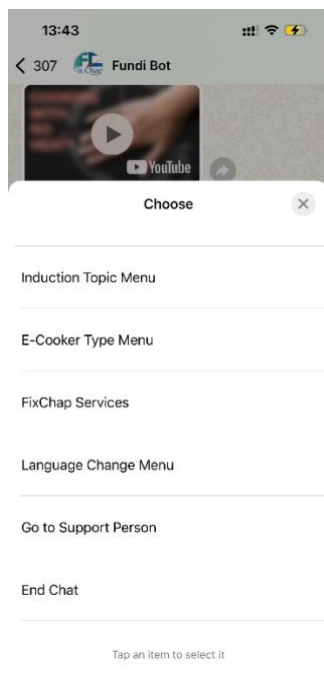 13:43
307 Fundi Bot
YouTube
Choose
Induction Topic Menu
E-Cooker Type Menu
FixChap Services
Language Change Menu
Go to Support Person
End Chat
Tap an item to select it